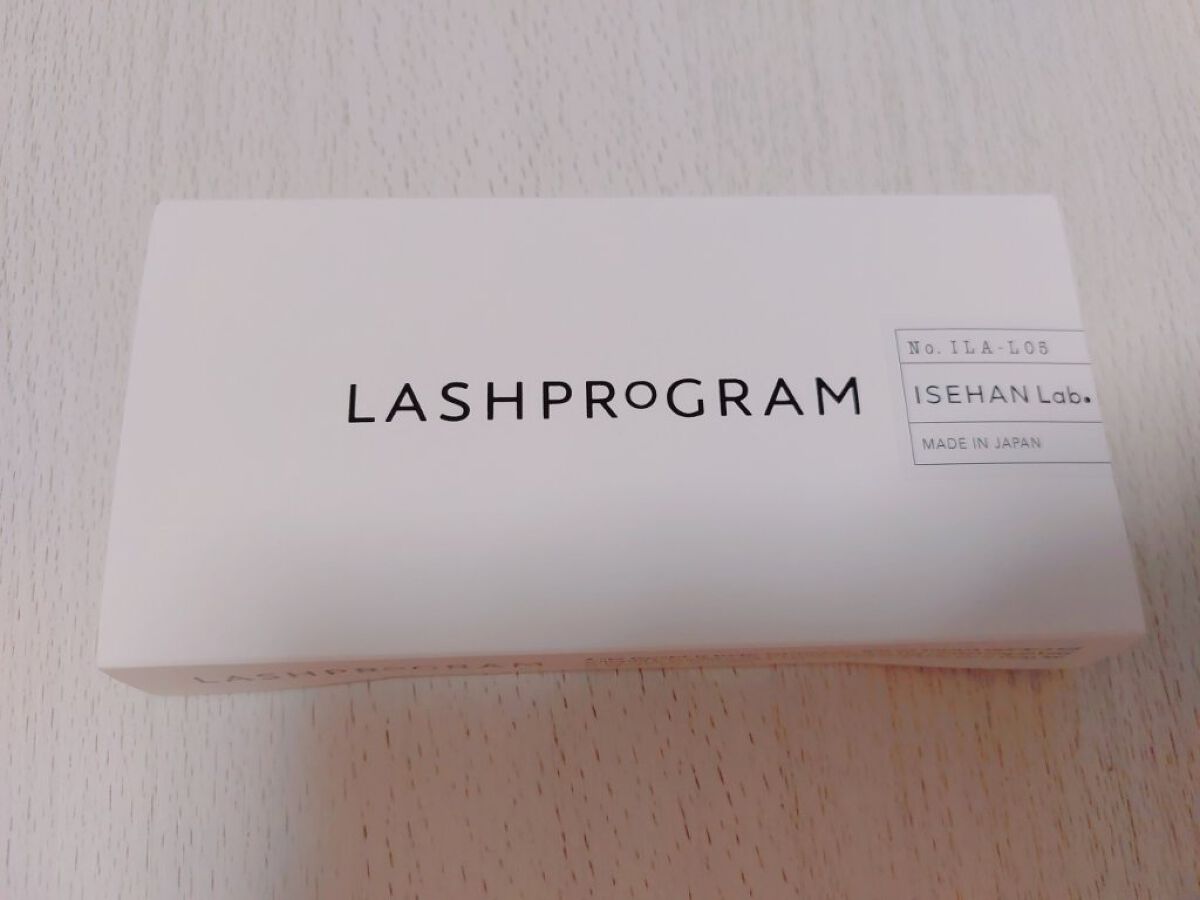 LASHPROGRAM
No. ILA-L05
ISEHAN Lab.
MADE IN JAPAN
LASHPROGRAM